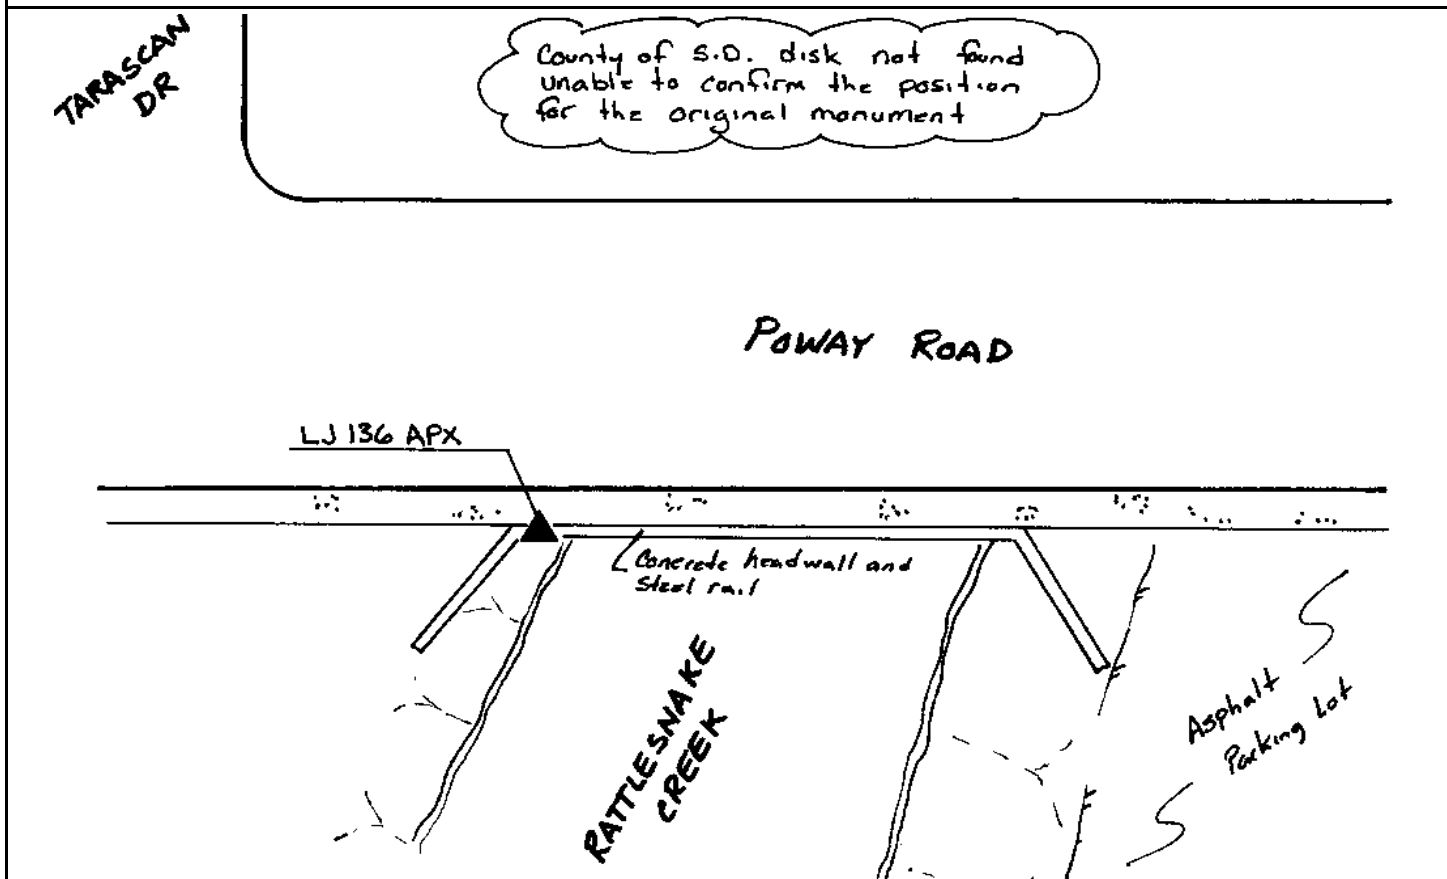 TARASCAN
DR
County of S.D. disk not found
unable to confirm the position
for the original monument
POWAY ROAD
LJ 136 APX
Concrete headwall and
Steel rail
RATTLESNAKE
CREEK
Asphalt
Parking Lot